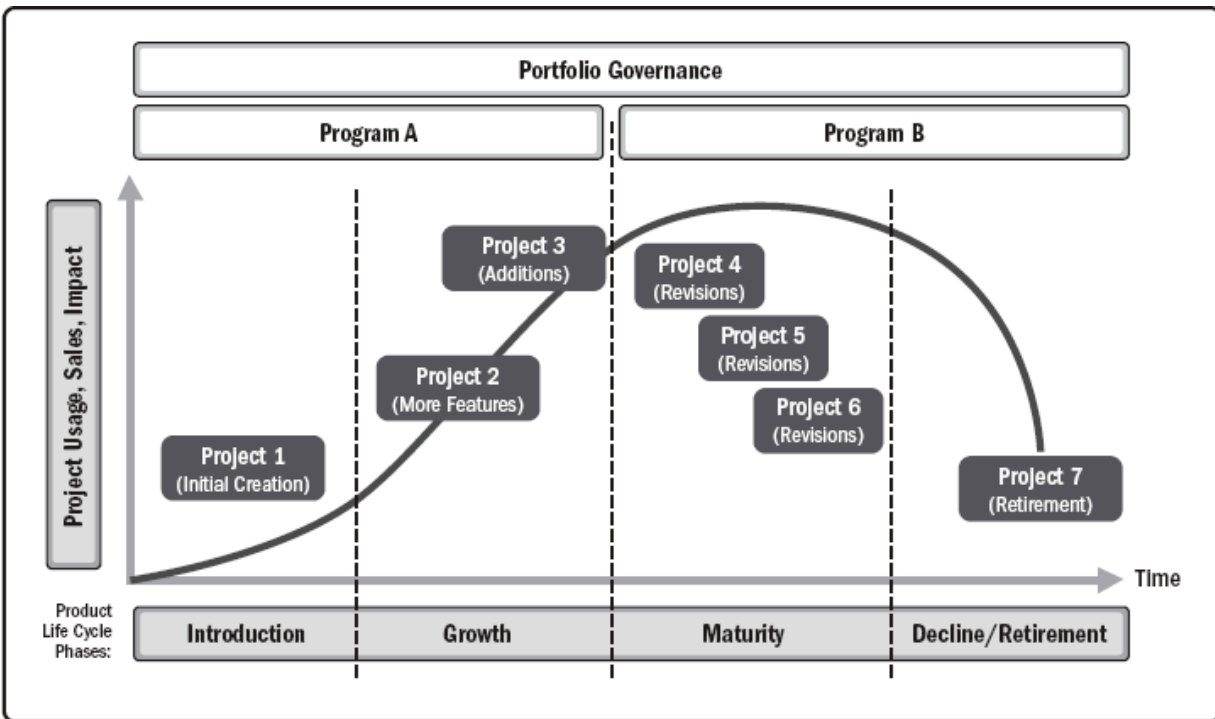 Portfolio Governance
Program A
Program B
Project Usage, Sales, Impact
Project 3
(Additions)
Project 4
(Revisions)
Project 5
(Revisions)
Project 2
(More Features)
Project 6
(Revisions)
Project 1
(Initial Creation)
Project 7
(Retirement)
Time
Product
Life Cycle
Phases:
Introduction
Growth
Maturity
Decline/Retirement